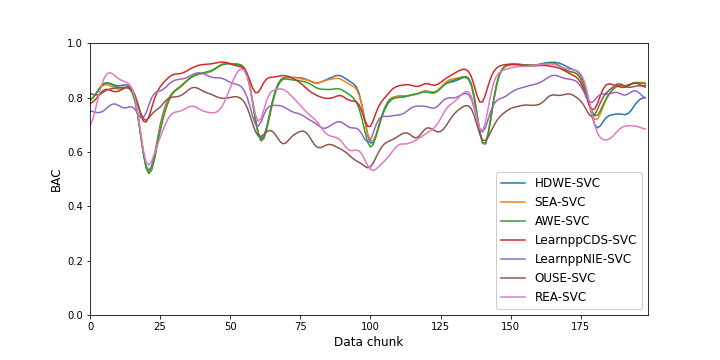 1.0
0.8
0.6
0.4
0.2
0.0
BAC
0 25 50 75 100 125 150 175
Data chunk
HDWE-SVC
SEA-SVC
AWE-SVC
LearnppCDS-SVC
LearnppNIE-SVC
OUSE-SVC
REA-SVC